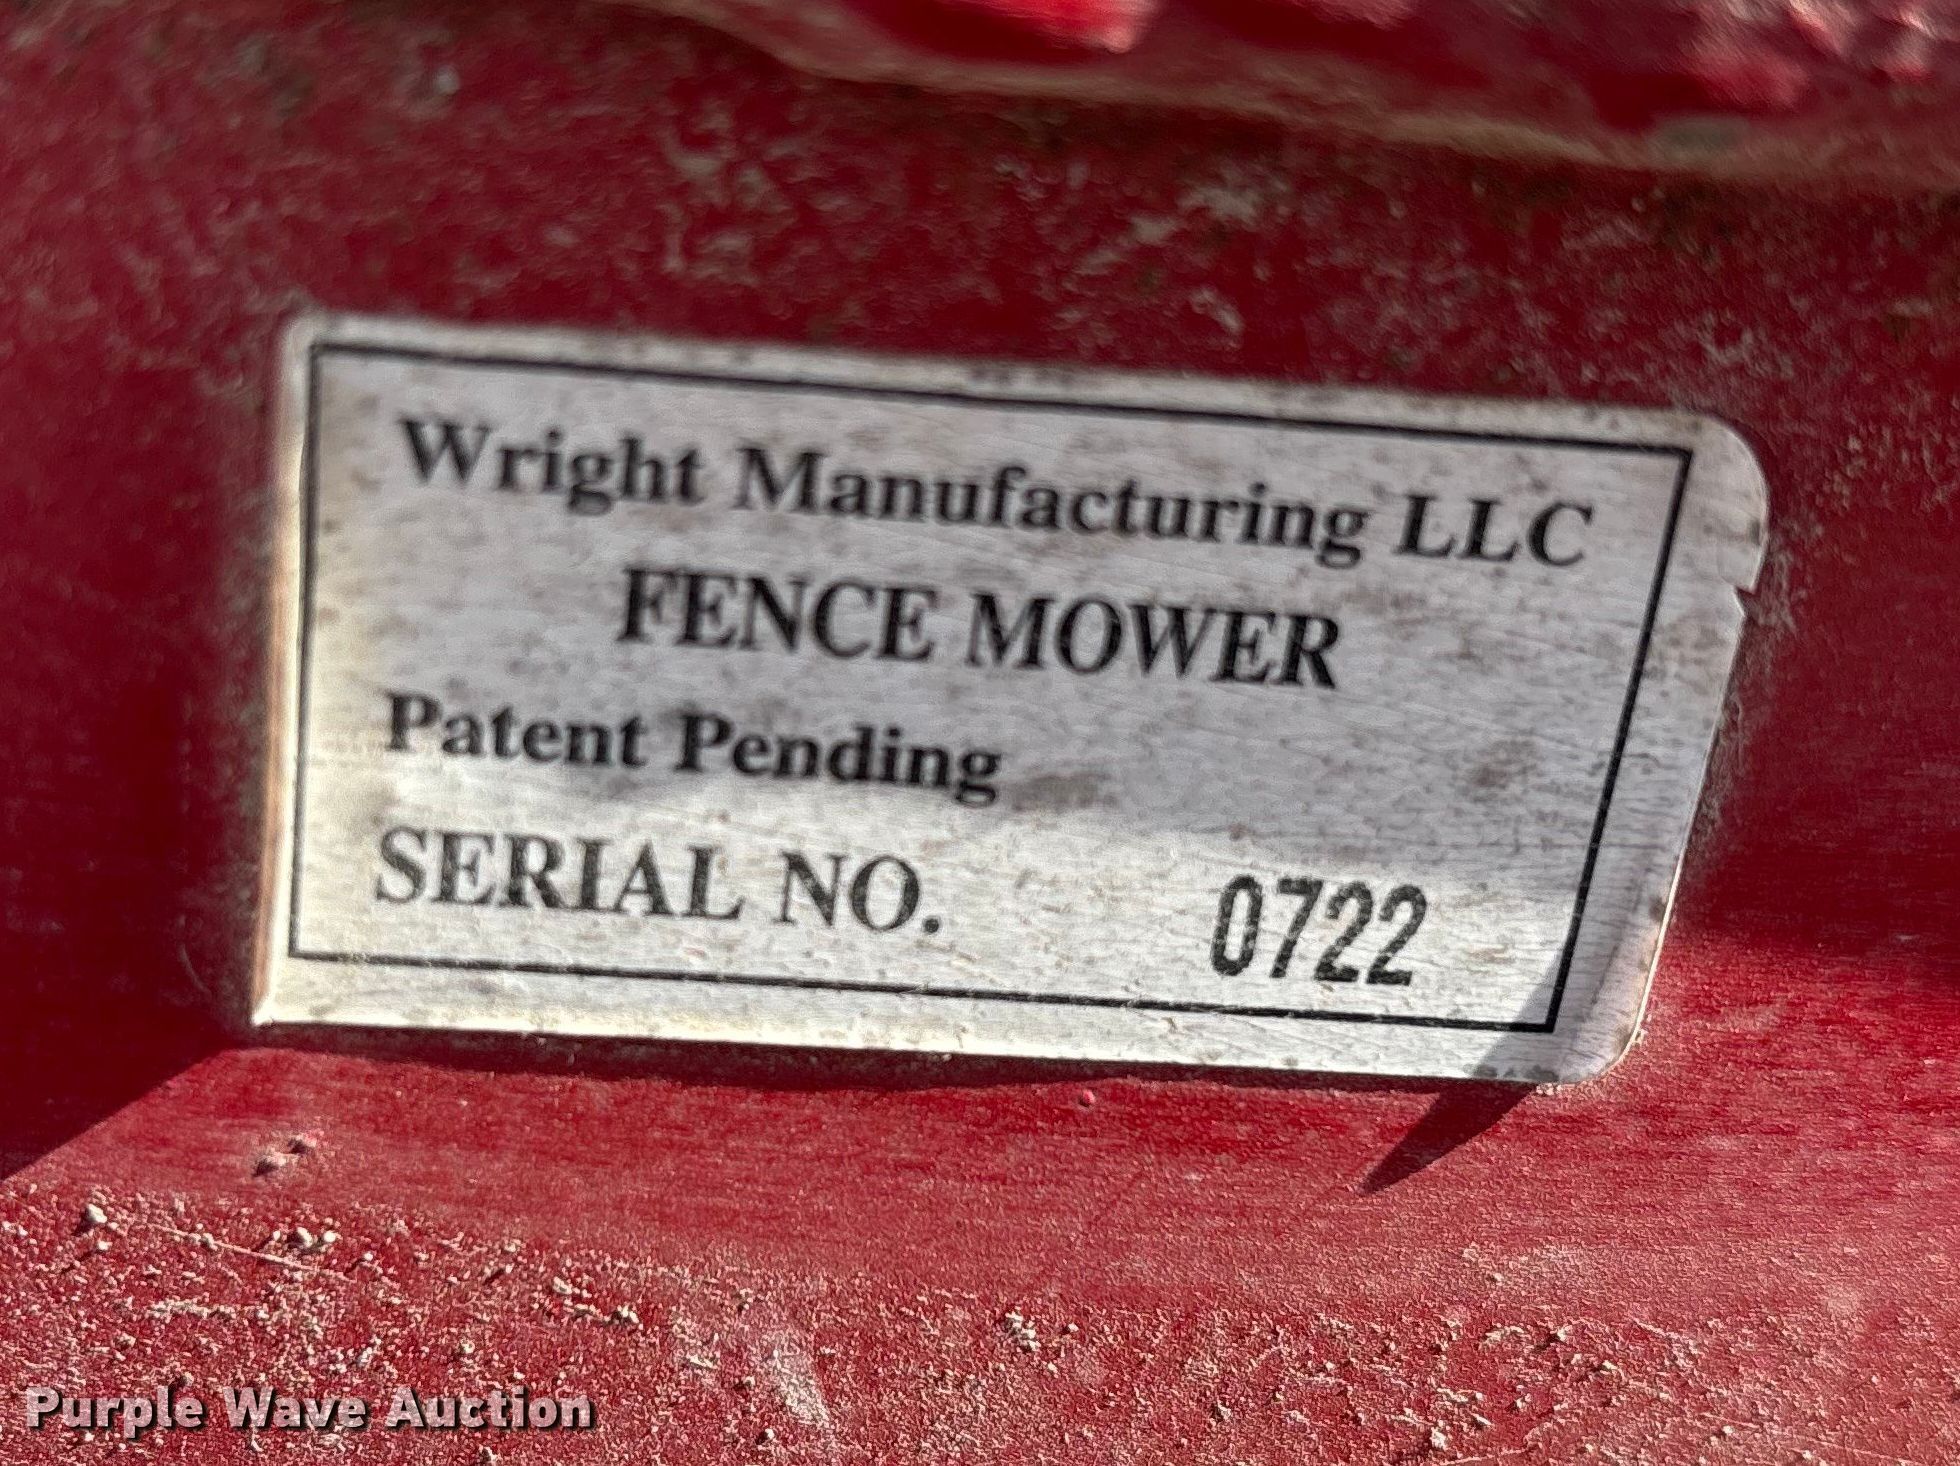 Wright Manufacturing LLC
FENCE MOWER
Patent Pending
SERIAL NO. 0722
Purple Wave Auction